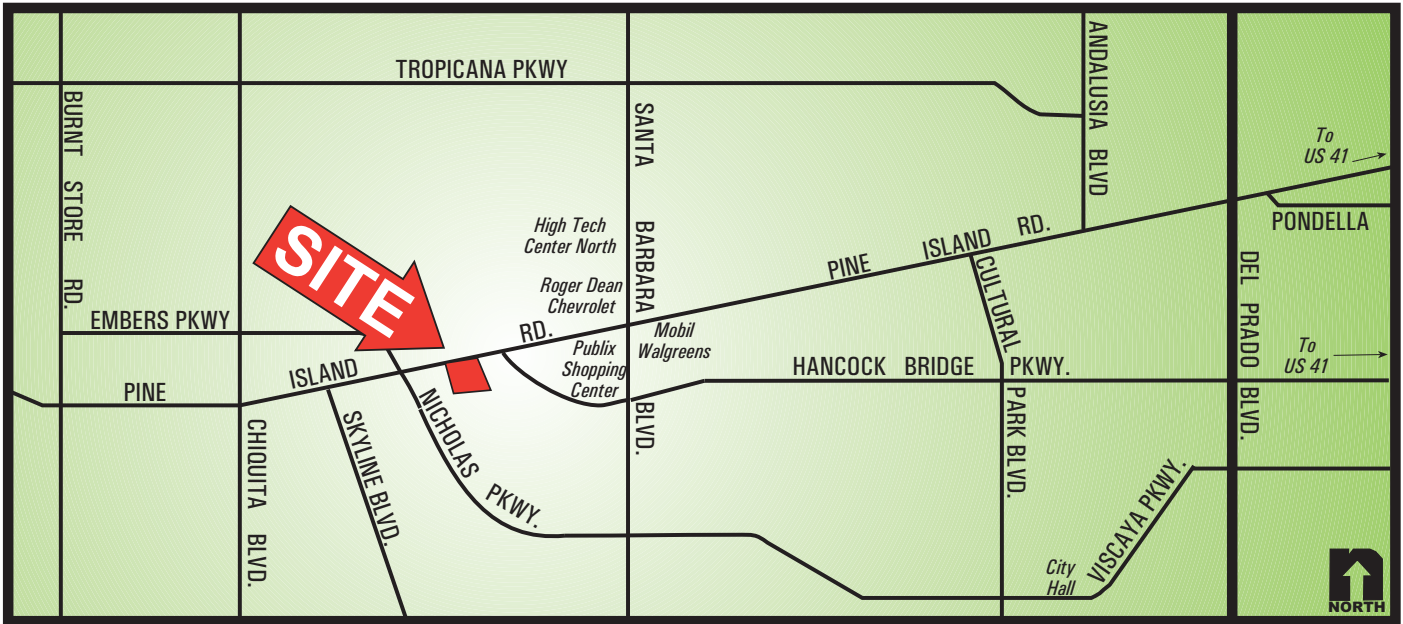 TROPICANA PKWY
BURNT STORE RD.
SANTA BARBARA BLVD.
ANDALUSIA BLVD
To
US 41
PONDELLA
High Tech
Center North
Roger Dean
Chevrolet
SITE
EMBERS PKWY
PINE ISLAND RD.
PINE ISLAND RD.
Mobil
Walgreens
Publix
Shopping
Center
CULTURAL PARK BLVD.
HANCOCK BRIDGE PKWY.
DEL PRADO BLVD.
To
US 41
CHIQUITA BLVD.
SKYLINE BLVD.
NICHOLAS PKWY.
VISCAYA PKWY.
City
Hall
n
NORTH